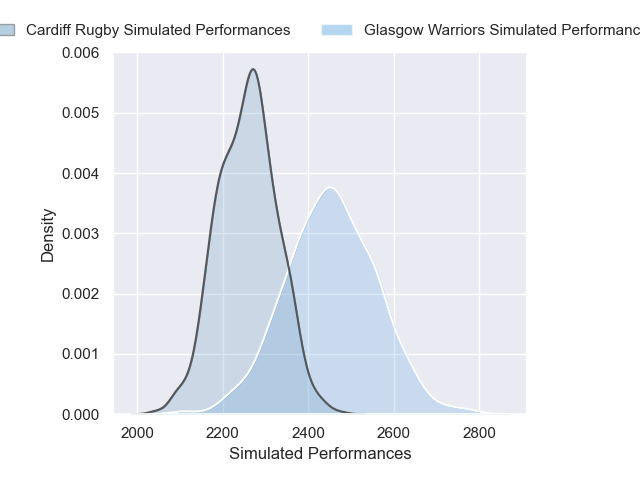 Cardiff Rugby Simulated Performances Glasgow Warriors Simulated
0.006
0.005
0.004
0.003
0.002
0.001
0.000
Density
2000 2200 2400 2600 2800
Simulated Performances